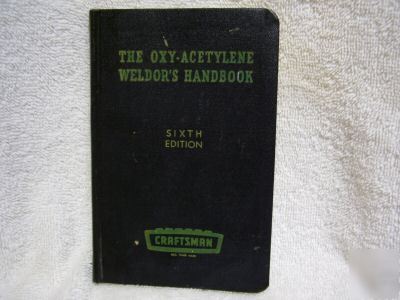 THE OXY-ACETYLENE
WELDOR'S HANDBOOK
SIXTH
EDITION
CRAFTSMAN